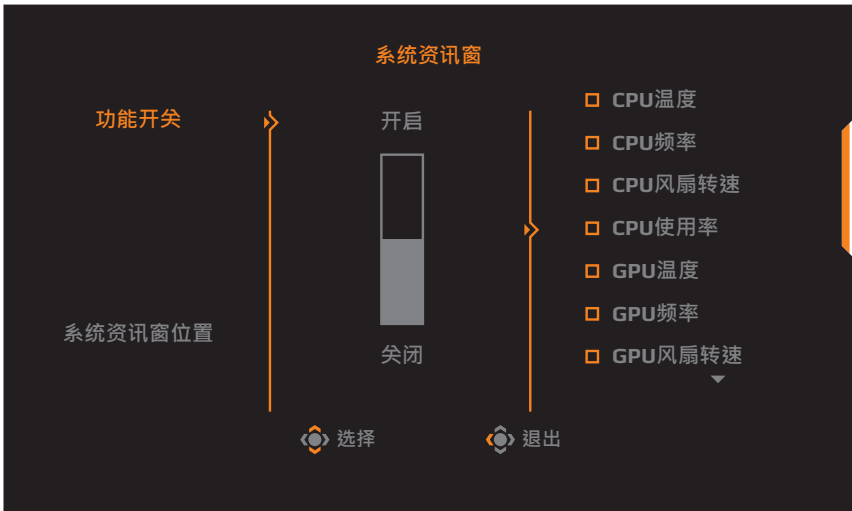 系统资讯窗
功能开关
系统资讯窗位置
开启
关闭
CPU温度
CPU频率
CPU风扇转速
CPU使用率
GPU温度
GPU频率
GPU风扇转速
选择
退出